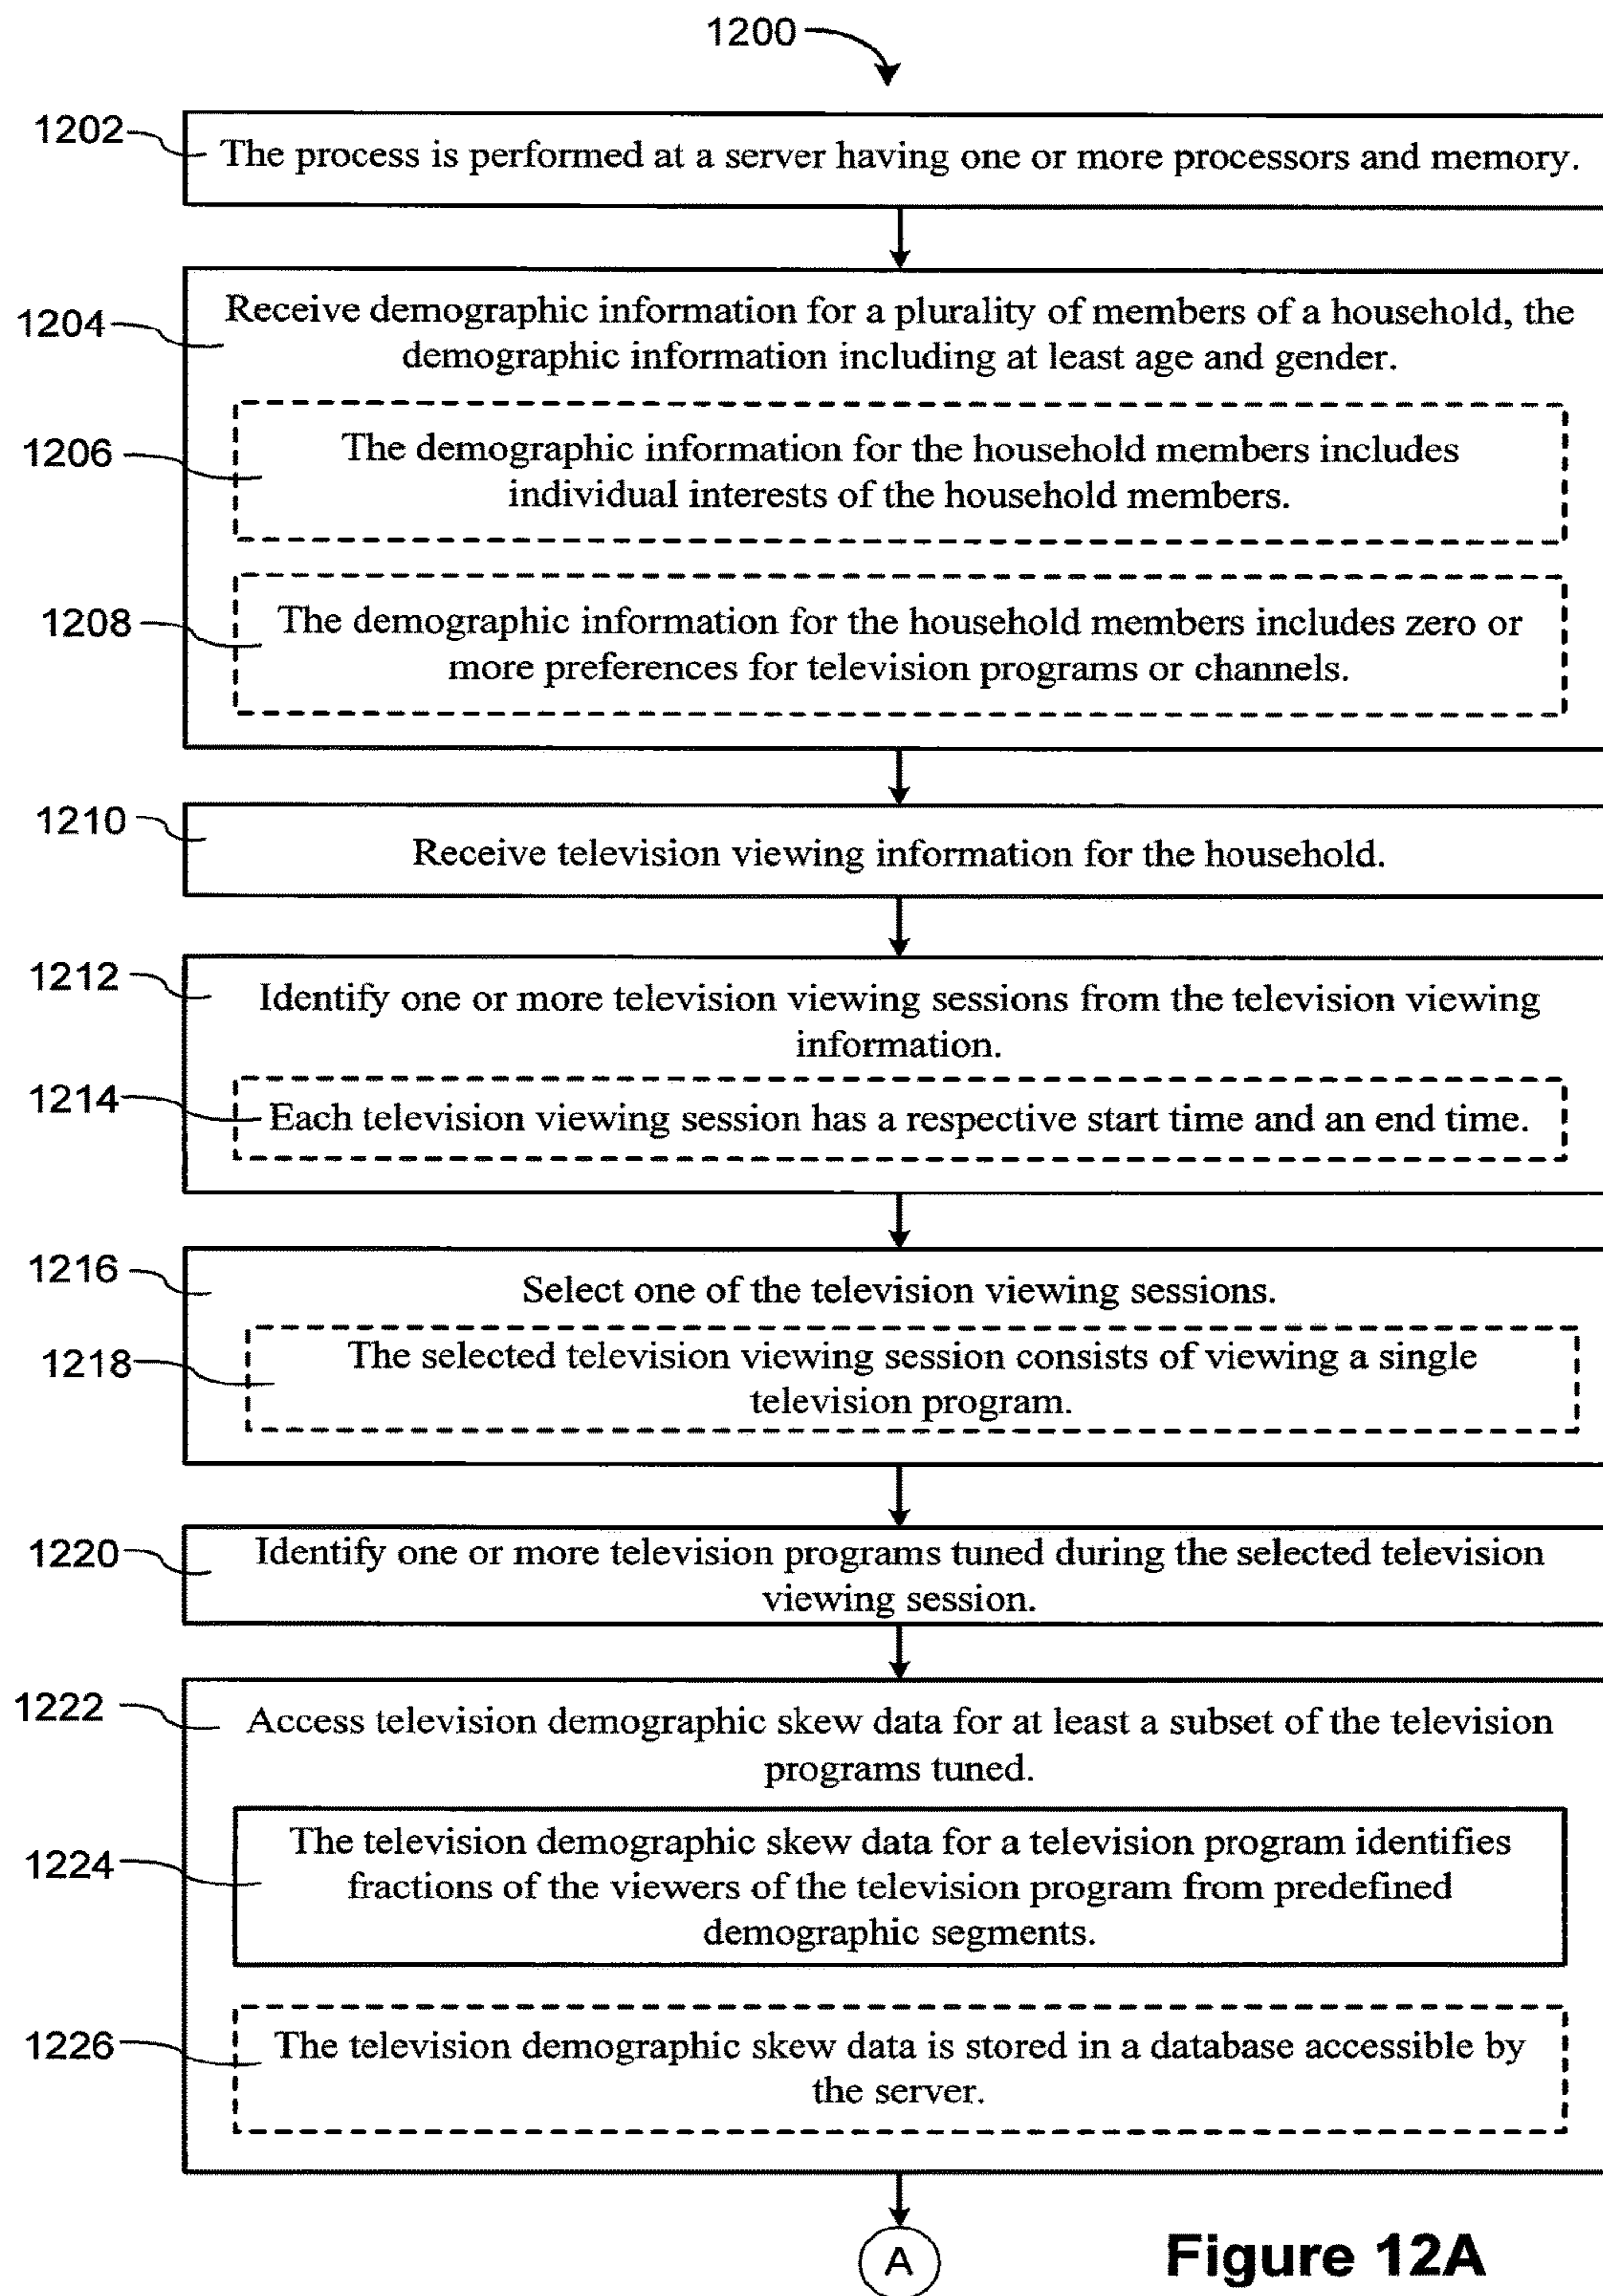 1200
1202
The process is performed at a server having one or more processors and memory.
1204
Receive demographic information for a plurality of members of a household, the
demographic information including at least age and gender.
1206
The demographic information for the household members includes
individual interests of the household members.
1208
The demographic information for the household members includes zero or
more preferences for television programs or channels.
1210
Receive television viewing information for the household.
1212
Identify one or more television viewing sessions from the television viewing
information.
1214
Each television viewing session has a respective start time and an end time.
1216
Select one of the television viewing sessions.
1218
The selected television viewing session consists of viewing a single
television program.
1220
Identify one or more television programs tuned during the selected television
viewing session.
1222
Access television demographic skew data for at least a subset of the television
programs tuned.
1224
The television demographic skew data for a television program identifies
fractions of the viewers of the television program from predefined
demographic segments.
1226
The television demographic skew data is stored in a database accessible by
the server.
A
Figure 12A